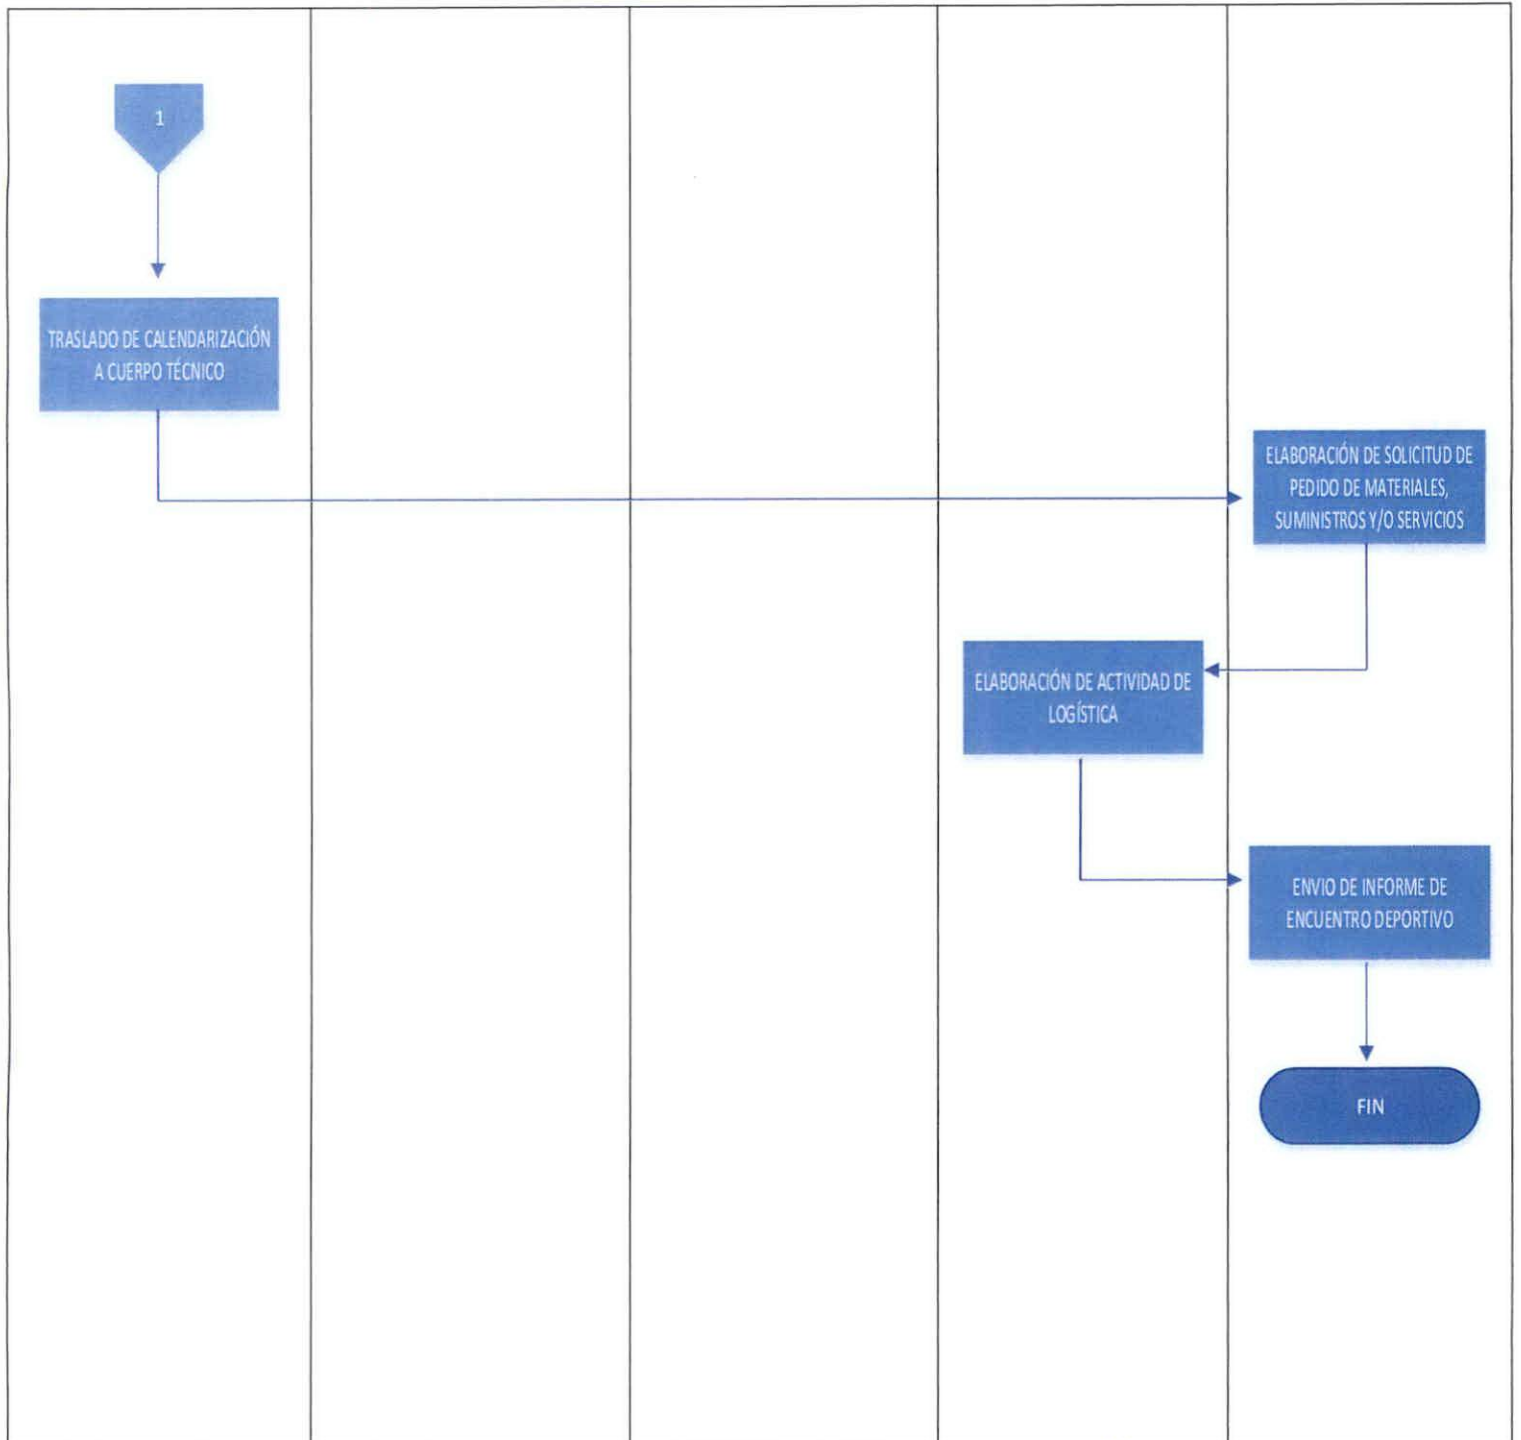 1
TRASLADO DE CALENDARIZACIÓN
A CUERPO TÉCNICO
ELABORACIÓN DE SOLICITUD DE
PEDIDO DE MATERIALES,
SUMINISTROS Y/O SERVICIOS
ELABORACIÓN DE ACTIVIDAD DE
LOGÍSTICA
ENVIO DE INFORME DE
ENCUENTRO DEPORTIVO
FIN